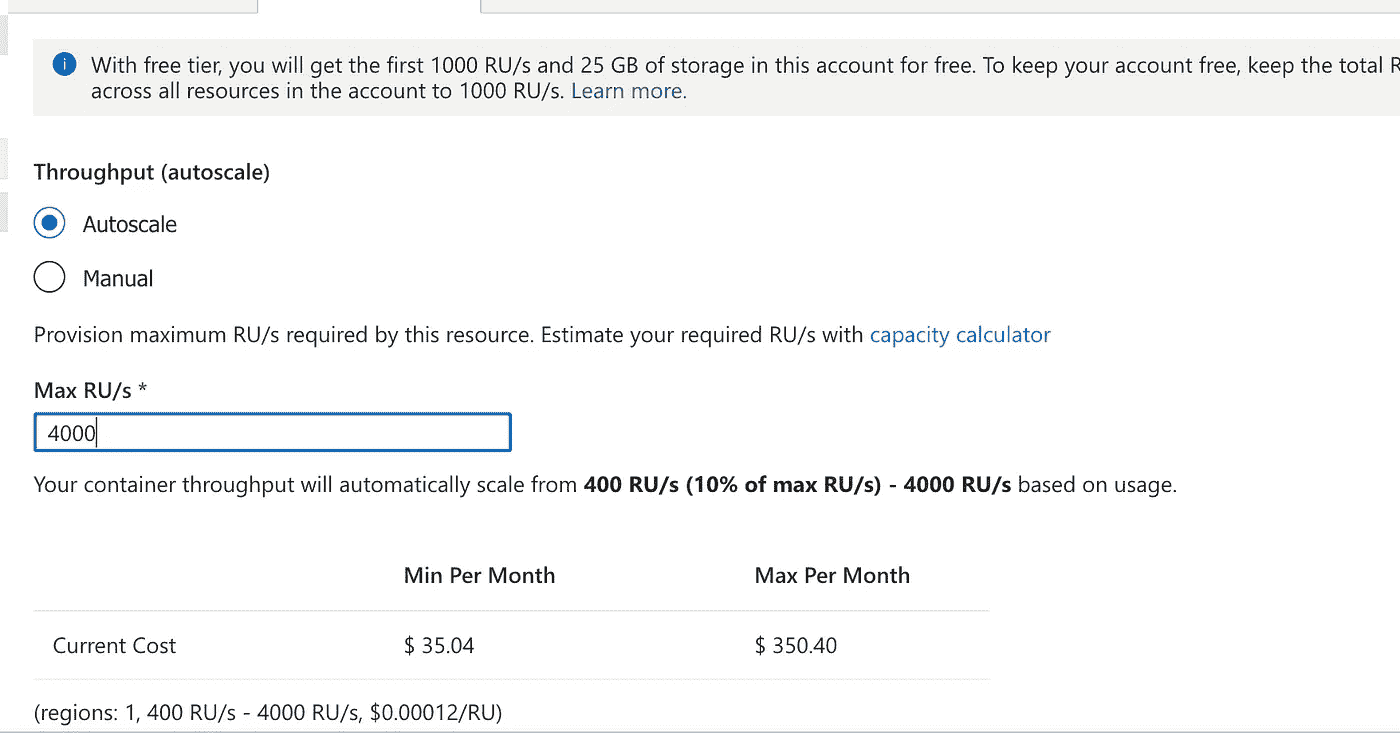 With free tier, you will get the first 1000 RU/s and 25 GB of storage in this account for free. To keep your account free, keep the total
across all resources in the account to 1000 RU/s. Learn more.
Throughput (autoscale)
Autoscale
Manual
Provision maximum RU/s required by this resource. Estimate your required RU/s with capacity calculator
Max RU/s *
4000
Your container throughput will automatically scale from 400 RU/s (10% of max RU/s) - 4000 RU/s based on usage.
Min Per Month Max Per Month
Current Cost $ 35.04 $ 350.40
(regions: 1, 400 RU/s - 4000 RU/s, $0.00012/RU)